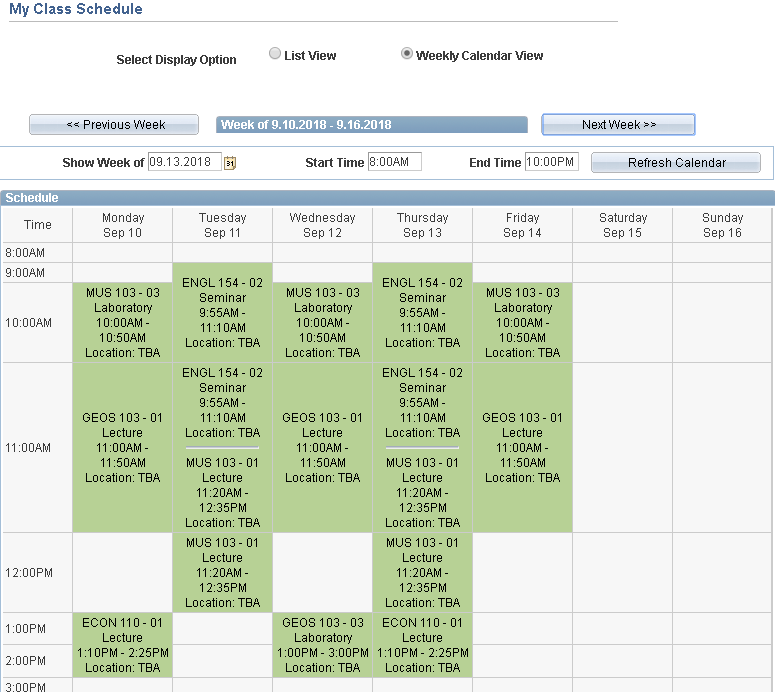 My Class Schedule
Select Display Option List View Weekly Calendar View
<< Previous Week Week of 9.10.2018 - 9.16.2018 Next Week >>
Show Week of 09.13.2018 31 Start Time 8:00AM End Time 10:00PM Refresh Calendar
Schedule
Time Monday Tuesday Wednesday Thursday Friday Saturday Sunday
Sep 10 Sep 11 Sep 12 Sep 13 Sep 14 Sep 15 Sep 16
8:00AM
9:00AM
10:00AM
MUS 103 - 03
Laboratory
10:00AM -
10:50AM
Location: TBA
ENGL 154 - 02
Seminar
9:55AM -
11:10AM
Location: TBA
MUS 103 - 03
Laboratory
10:00AM -
10:50AM
Location: TBA
ENGL 154 - 02
Seminar
9:55AM -
11:10AM
Location: TBA
MUS 103 - 03
Laboratory
10:00AM -
10:50AM
Location: TBA
11:00AM
GEOS 103 - 01
Lecture
11:00AM -
11:50AM
Location: TBA
ENGL 154 - 02
Seminar
9:55AM -
11:10AM
Location: TBA
MUS 103 - 01
Lecture
11:20AM -
12:35PM
Location: TBA
GEOS 103 - 01
Lecture
11:00AM -
11:50AM
Location: TBA
ENGL 154 - 02
Seminar
9:55AM -
11:10AM
Location: TBA
MUS 103 - 01
Lecture
11:20AM -
12:35PM
Location: TBA
GEOS 103 - 01
Lecture
11:00AM -
11:50AM
Location: TBA
12:00PM
MUS 103 - 01
Lecture
11:20AM -
12:35PM
Location: TBA
MUS 103 - 01
Lecture
11:20AM -
12:35PM
Location: TBA
1:00PM
2:00PM
ECON 110 - 01
Lecture
1:10PM - 2:25PM
Location: TBA
GEOS 103 - 03
Laboratory
1:00PM - 3:00PM
Location: TBA
ECON 110 - 01
Lecture
1:10PM - 2:25PM
Location: TBA
3:00PM